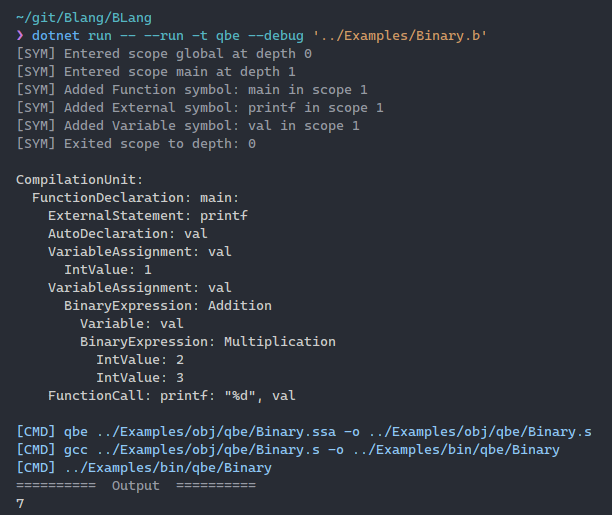 ~/git/Blang/BLang
❯ dotnet run -- --run -t qbe --debug '../Examples/Binary.b'
[SYM] Entered scope global at depth 0
[SYM] Entered scope main at depth 1
[SYM] Added Function symbol: main in scope 1
[SYM] Added External symbol: printf in scope 1
[SYM] Added Variable symbol: val in scope 1
[SYM] Exited scope to depth: 0

CompilationUnit:
  FunctionDeclaration: main:
    ExternalStatement: printf
    AutoDeclaration: val
    VariableAssignment: val
      IntValue: 1
    VariableAssignment: val
      BinaryExpression: Addition
        Variable: val
        BinaryExpression: Multiplication
          IntValue: 2
          IntValue: 3
    FunctionCall: printf: "%d", val

[CMD] qbe ../Examples/obj/qbe/Binary.ssa -o ../Examples/obj/qbe/Binary.s
[CMD] gcc ../Examples/obj/qbe/Binary.s -o ../Examples/bin/qbe/Binary
[CMD] ../Examples/bin/qbe/Binary
========== Output ==========
7